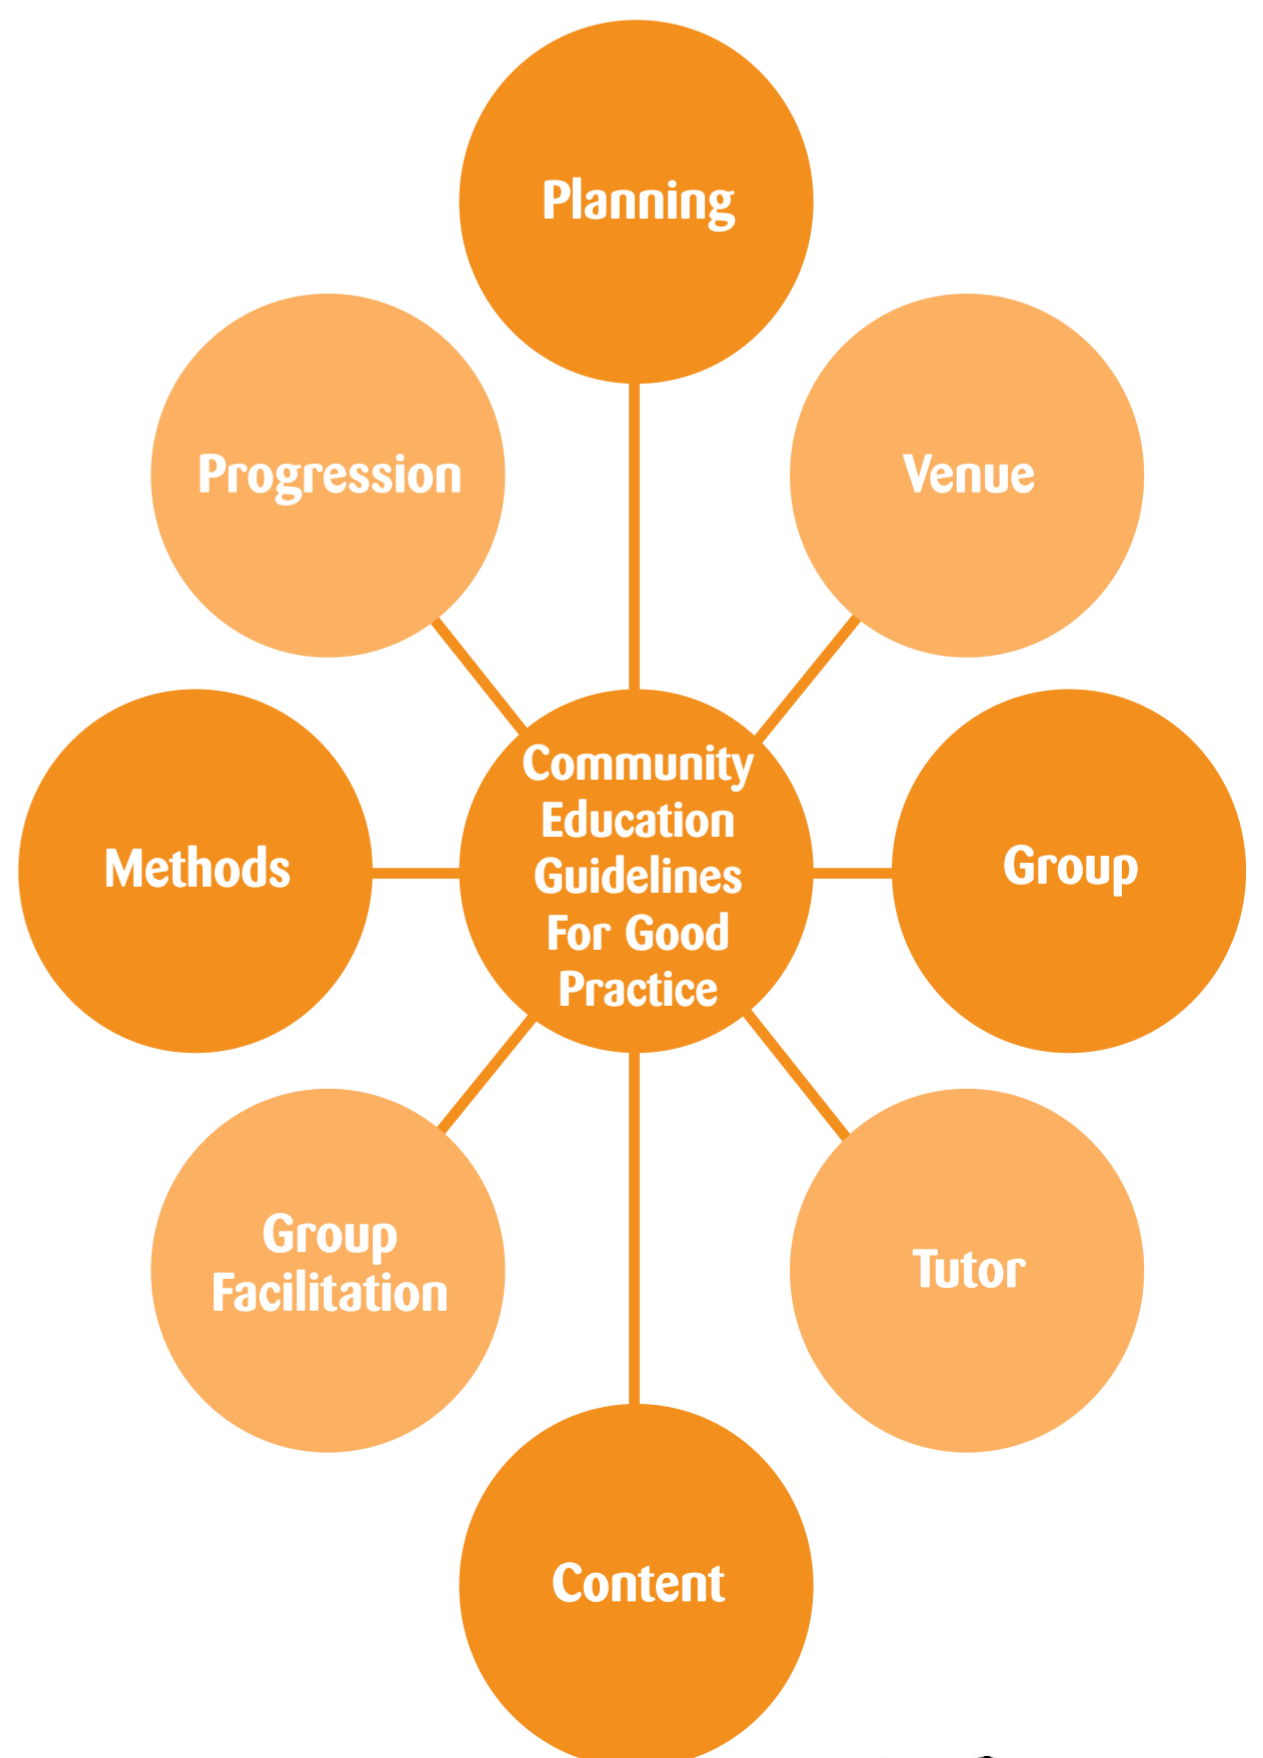 Planning
Progression
Venue
Community
Education
Guidelines
For Good
Practice
Methods
Group
Group
Facilitation
Tutor
Content